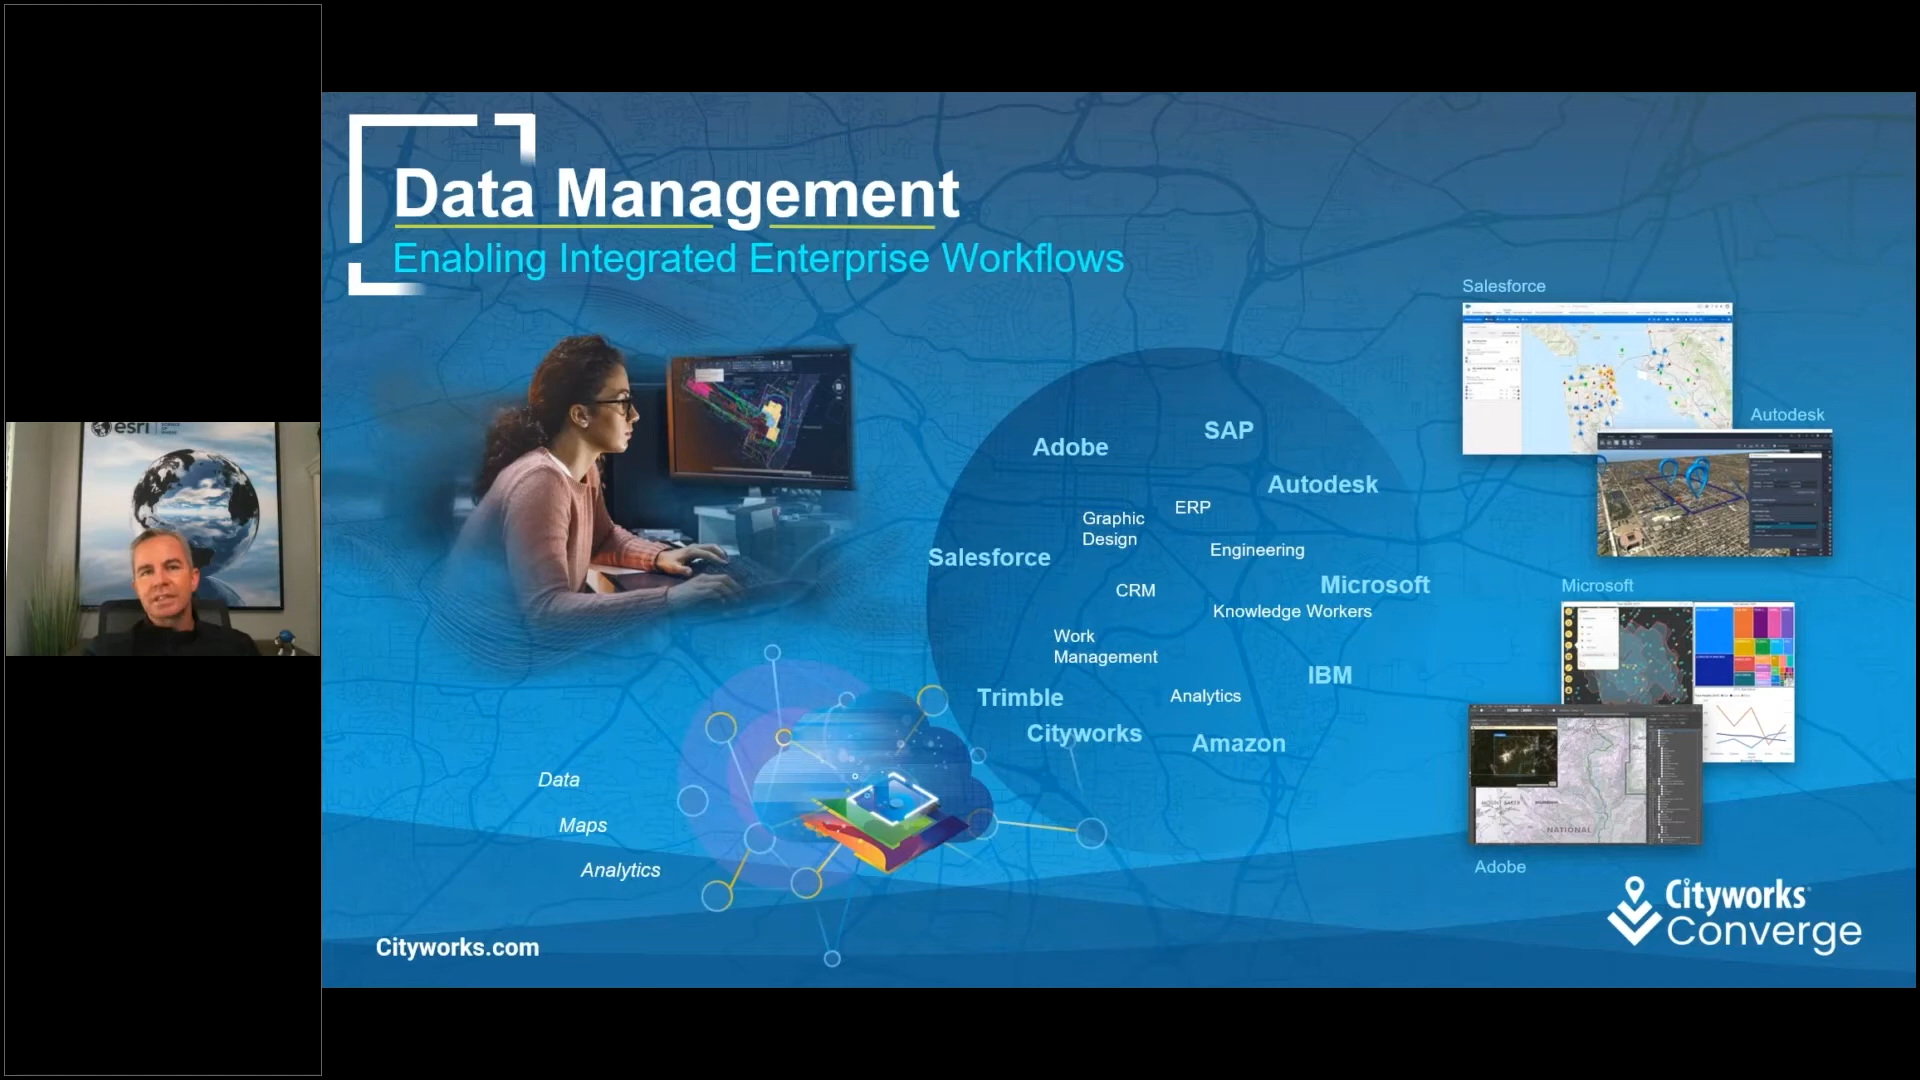 esri
Data Management
Enabling Integrated Enterprise Workflows
Salesforce
Autodesk
SAP
Adobe
Autodesk
ERP
Graphic
Design
Engineering
Salesforce
Microsoft
CRM
Microsoft
Knowledge Workers
Work
Management
IBM
Trimble
Analytics
Cityworks
Amazon
Data
Maps
Analytics
NATIONAL
Adobe
Cityworks
Converge
Cityworks.com